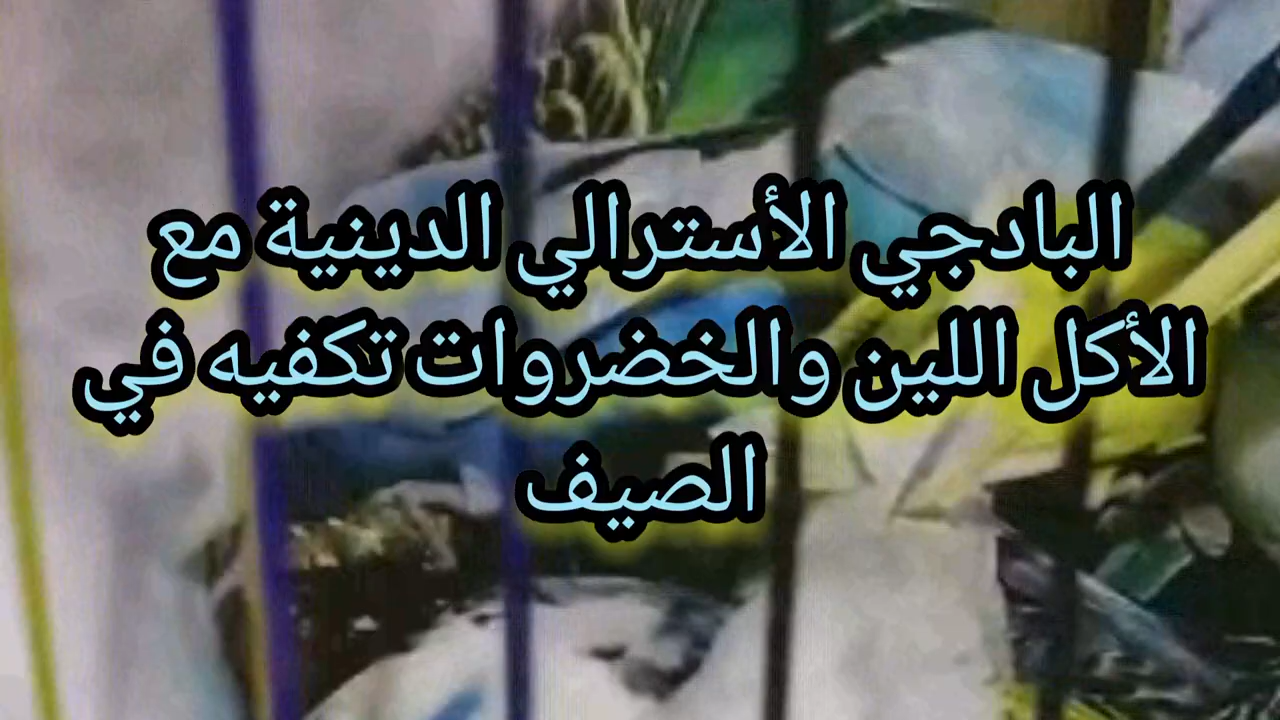 البادجي الأسترالي الدينية مع
الأكل اللين والخضروات تكفيه في
الصيف